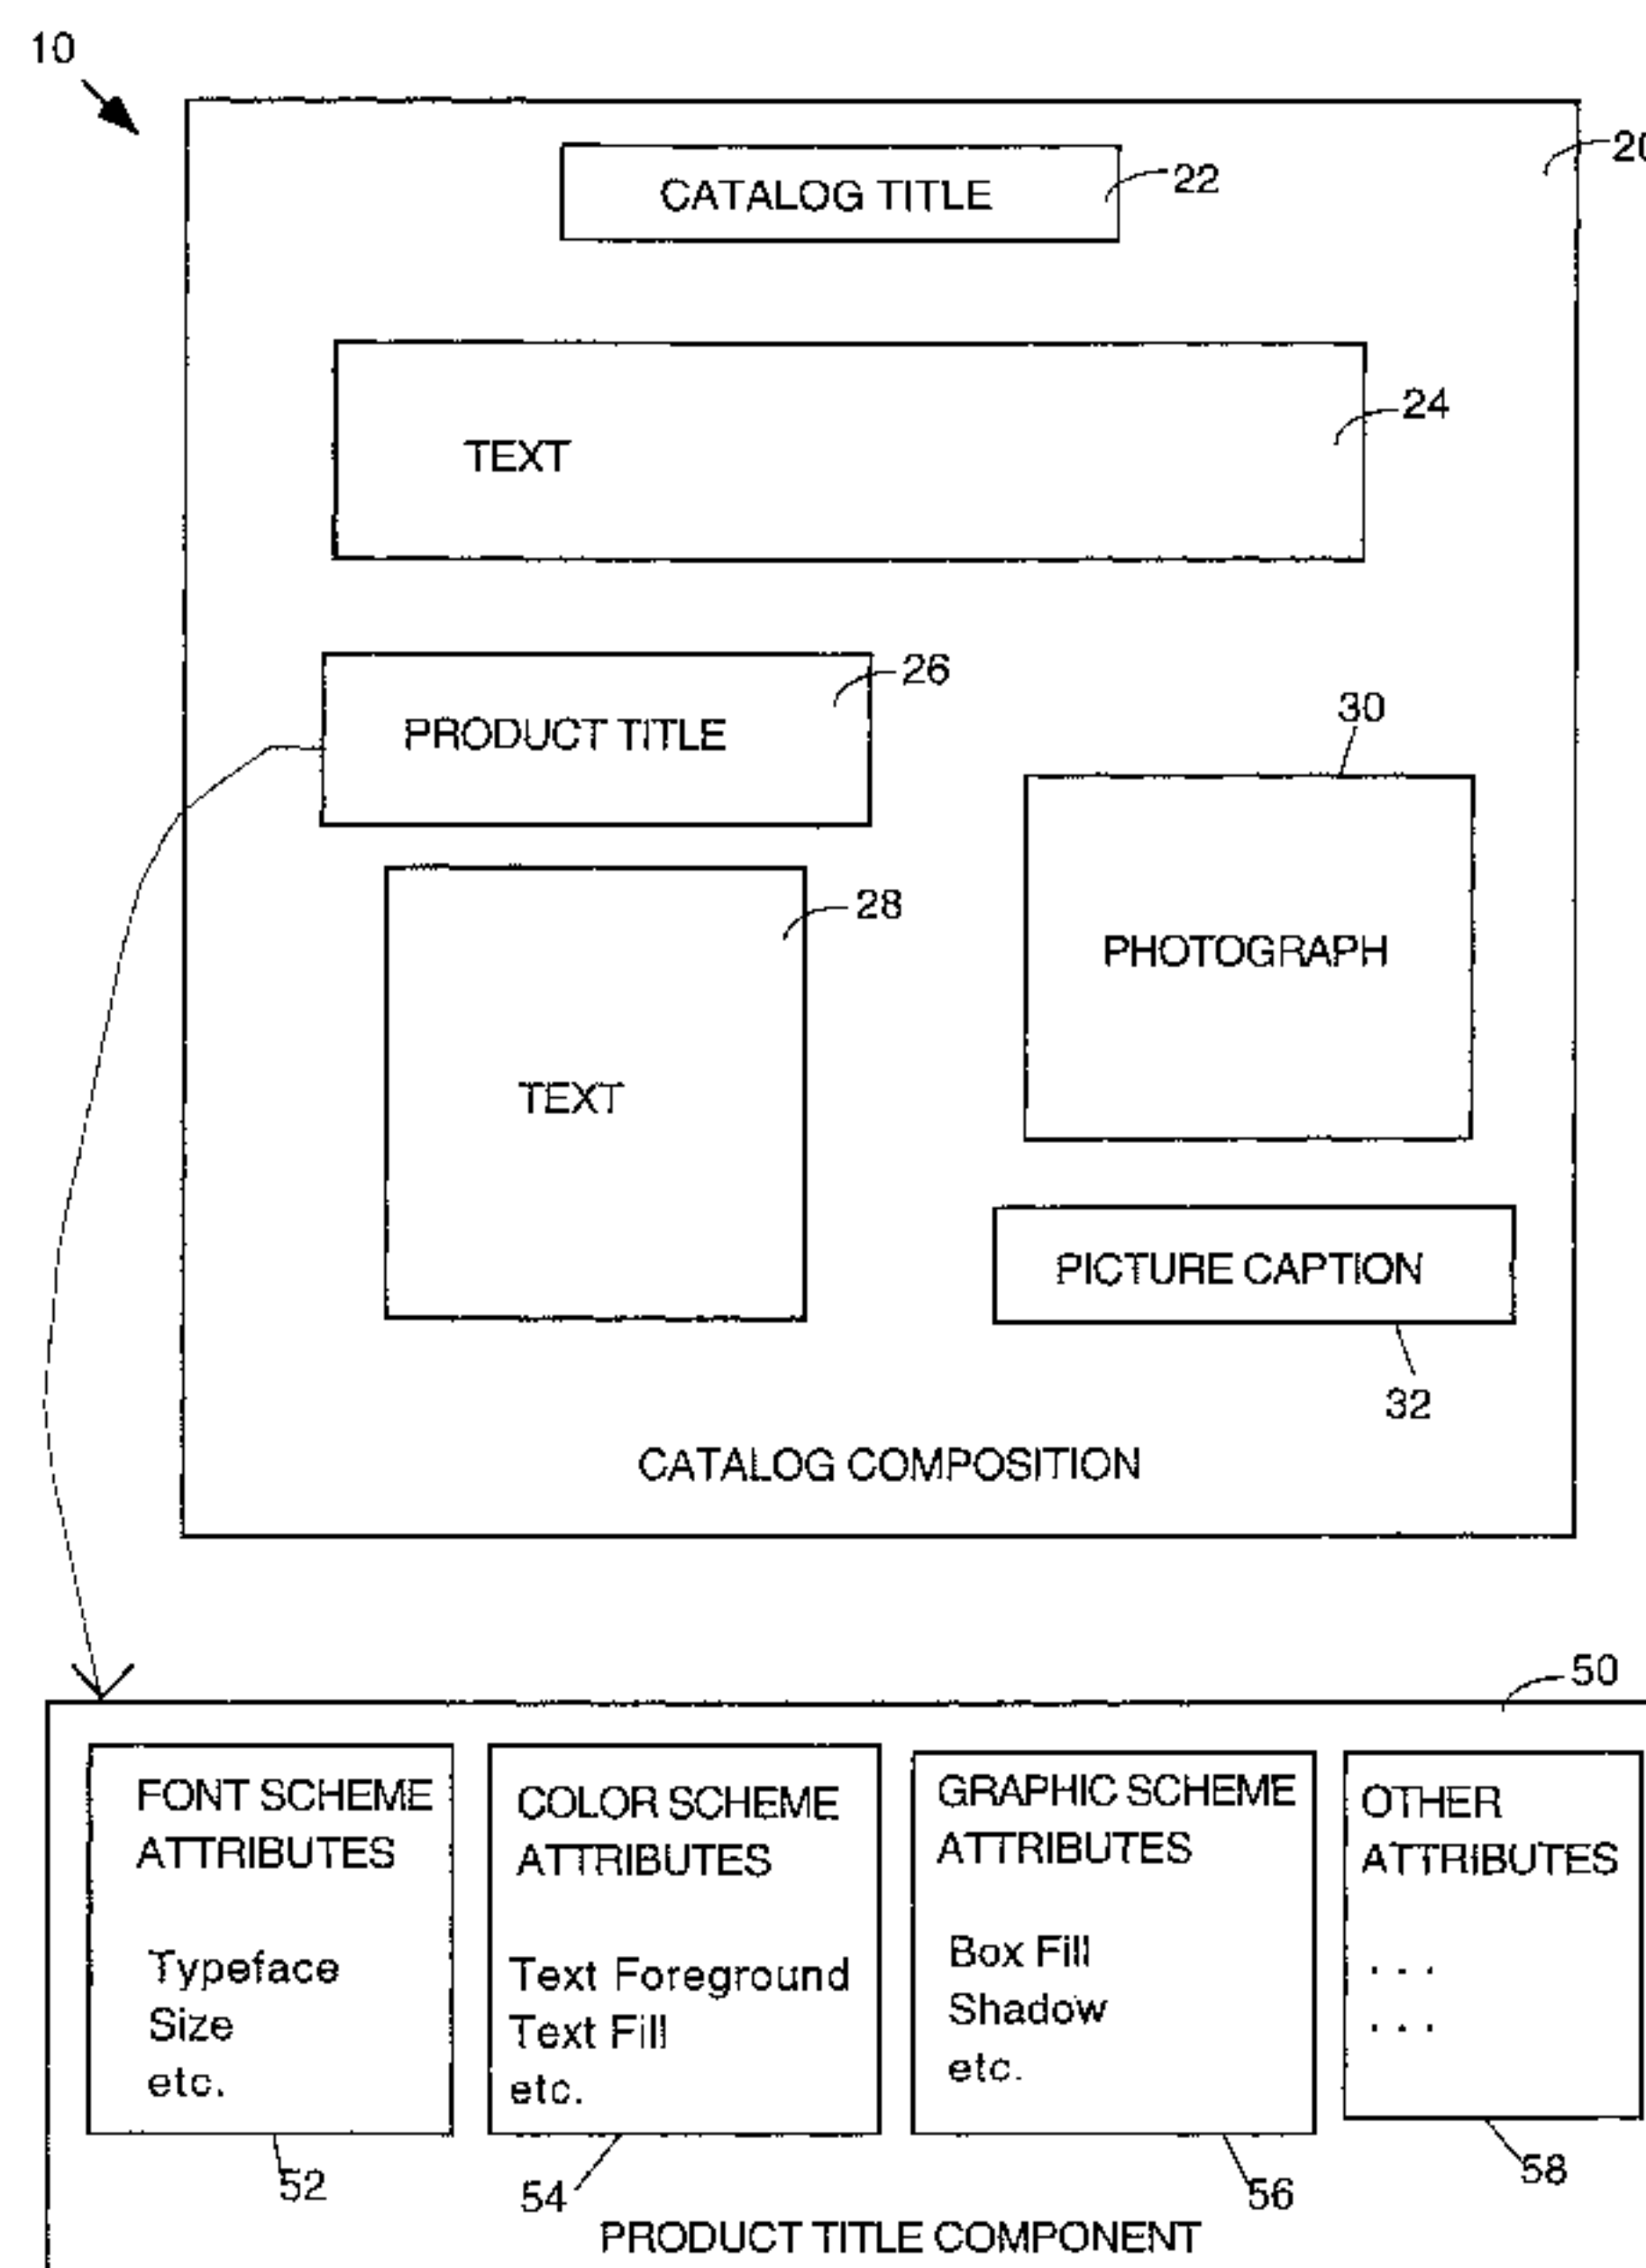 10
20
CATALOG TITLE
22
TEXT
24
PRODUCT TITLE
26
30
28
PHOTOGRAPH
TEXT
PICTURE CAPTION
32
CATALOG COMPOSITION
50
FONT SCHEME
ATTRIBUTES
Typeface
Size
etc.
COLOR SCHEME
ATTRIBUTES
Text Foreground
Text Fill
etc.
GRAPHIC SCHEME
ATTRIBUTES
Box Fill
Shadow
etc.
OTHER
ATTRIBUTES
. . .
. . .
52
54
56
58
PRODUCT TITLE COMPONENT